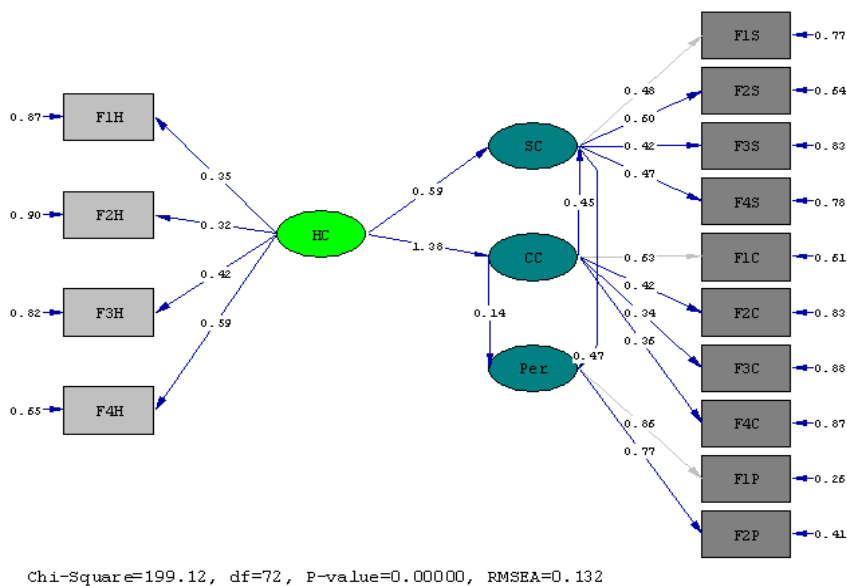 F1S 0.77
0.87 F1H 0.48 F2S 0.64
0.60
SC 0.42 F3S 0.83
0.35 0.47
0.90 F2H 0.32 0.59 0.45 F4S 0.78
HC 1.38 0.63 F1C 0.61
0.42 CC 0.42
0.82 F3H 0.59 0.14 0.34 F2C 0.83
0.36
Per 0.47 F3C 0.88
0.65 F4H 0.86 F4C 0.87
0.77
F1P 0.26
F2P 0.41
Chi-Square=199.12, df=72, P-value=0.00000, RMSEA=0.132